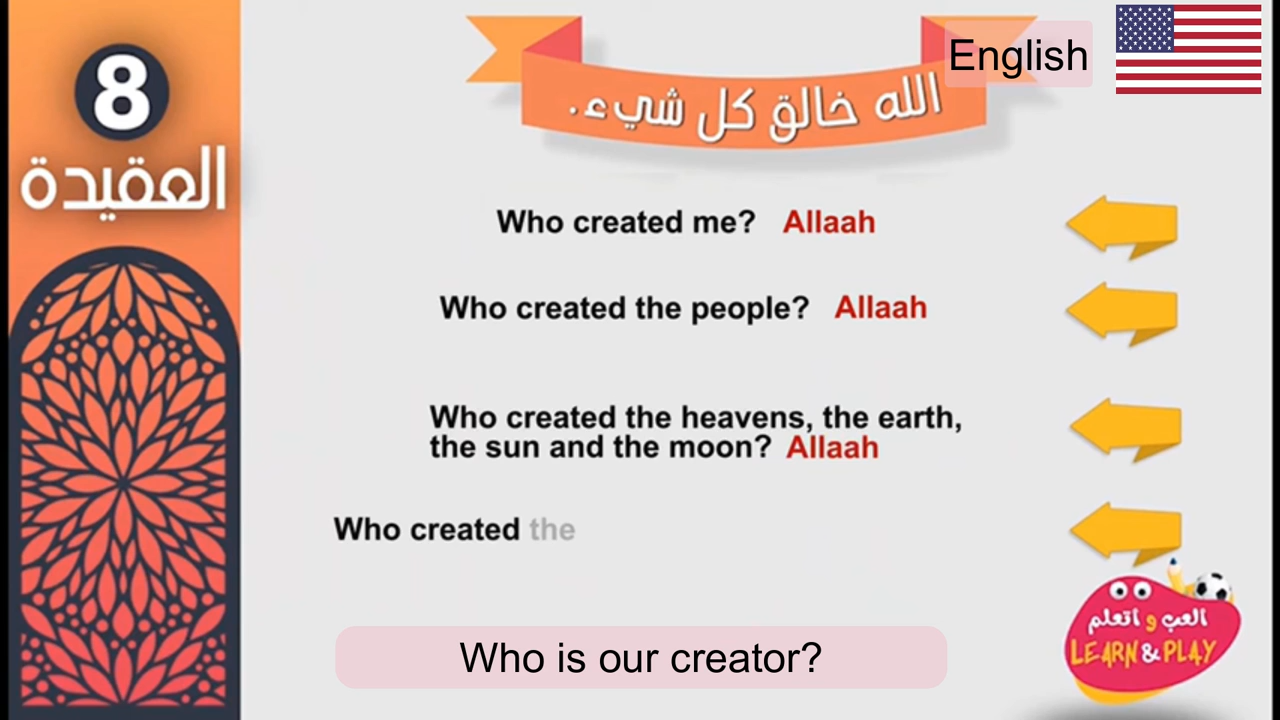 8
العقيدة
الله خالق كل شيء.
English
Who created me? Allaah
Who created the people? Allaah
Who created the heavens, the earth,
the sun and the moon? Allaah
Who created the
Who is our creator?
العب و اتعلم
LEARN & PLAY